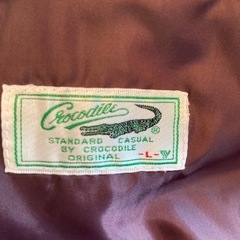 Crocodile
®
STANDARD CASUAL
BY CROCODILE
ORIGINAL -L-